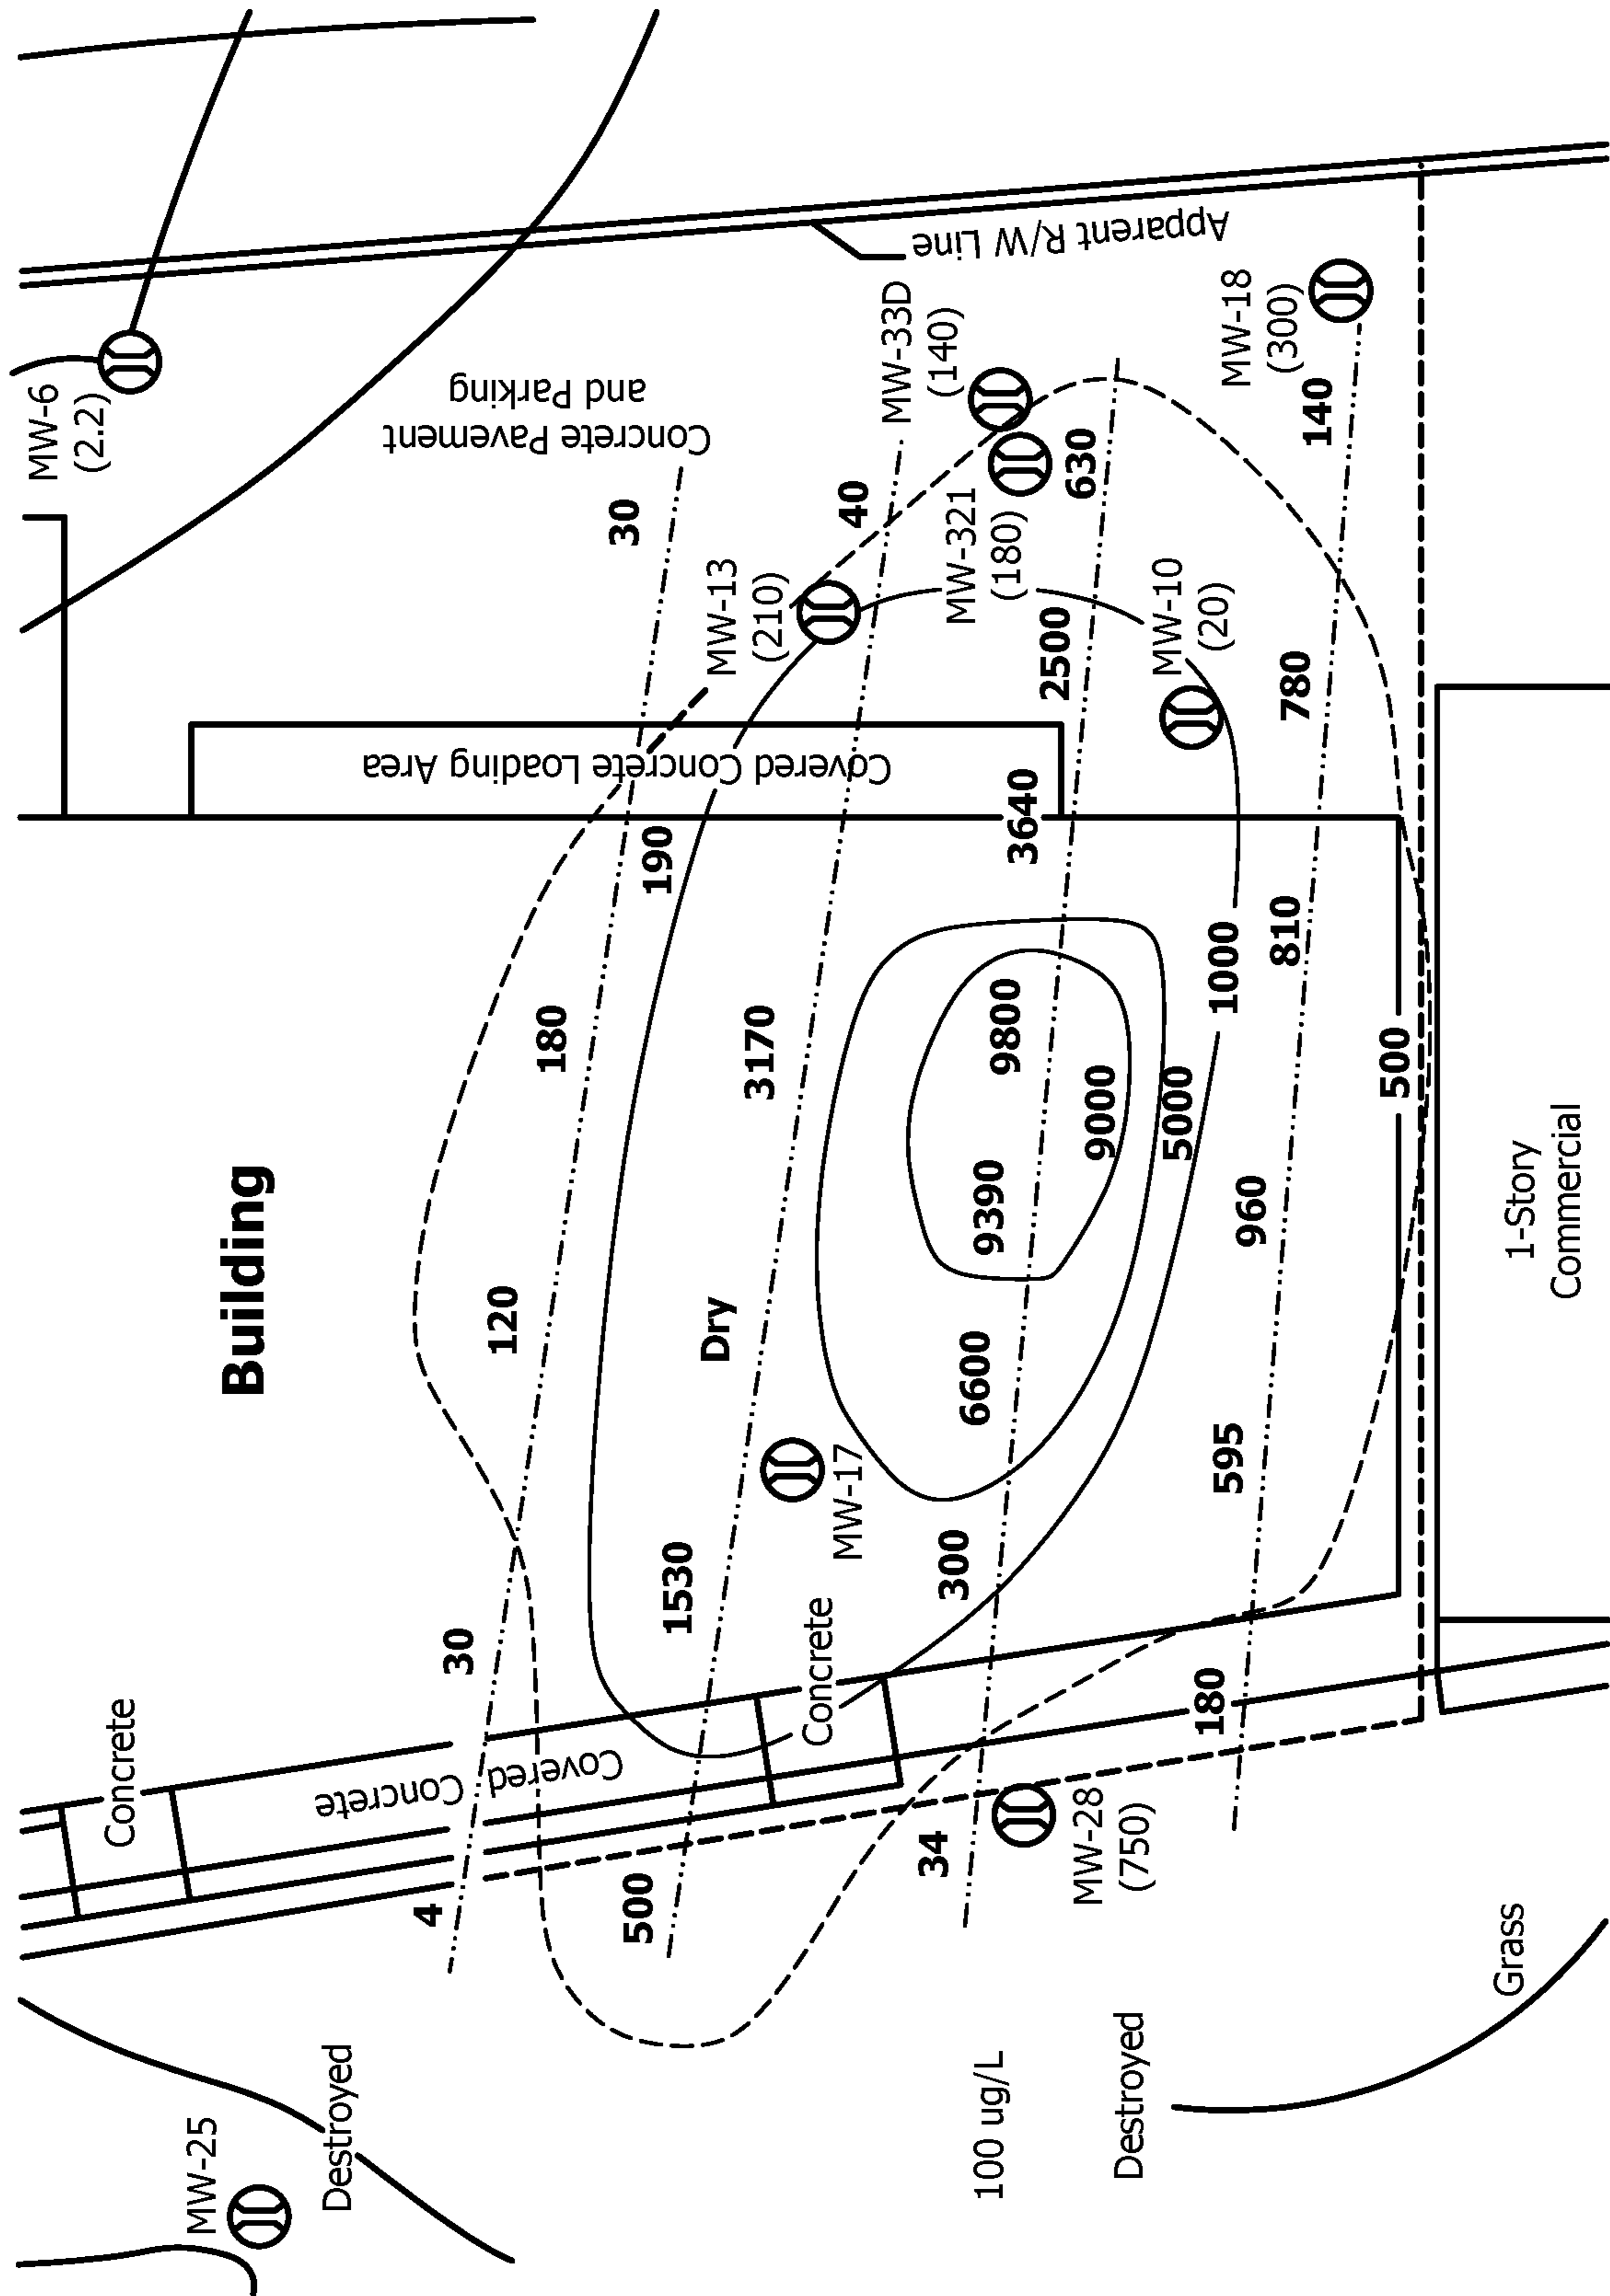 MW-25
Destroyed
Concrete
Building
MW-6
(2.2)
Covered
Concrete
4
30
120
180
190
30
Concrete Pavement
and Parking
Covered Concrete Loading Area
500
1530
Dry
3170
MW-13
(210)
40
MW-33D
(140)
Apparent R/W Line
Concrete
MW-17
34
300
6600
9390
9800
3640
2500
630
MW-321
(180)
100 ug/L
MW-28
(750)
9000
5000
1000
MW-10
(20)
MW-18
(300)
Destroyed
180
595
960
810
780
140
500
Grass
1-Story
Commercial